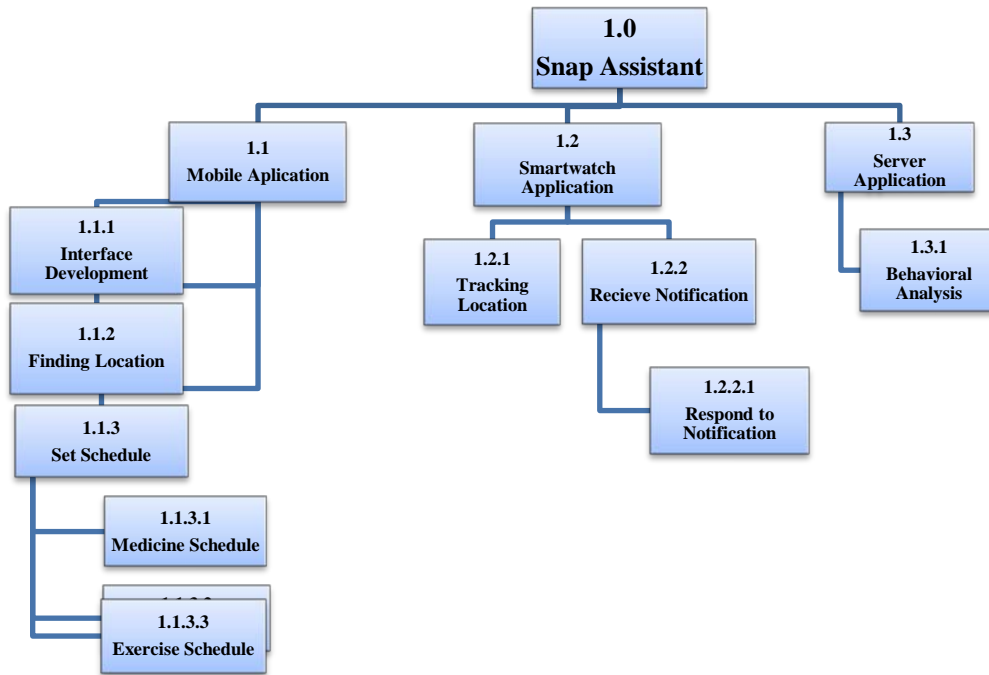 1.0
Snap Assistant
1.1
Mobile Aplication
1.2
Smartwatch
Application
1.3
Server
Application
1.1.1
Interface
Development
1.1.2
Finding Location
1.1.3
Set Schedule
1.1.3.1
Medicine Schedule
1.1.3.3
Exercise Schedule
1.2.1
Tracking
Location
1.2.2
Recieve Notification
1.2.2.1
Respond to
Notification
1.3.1
Behavioral
Analysis